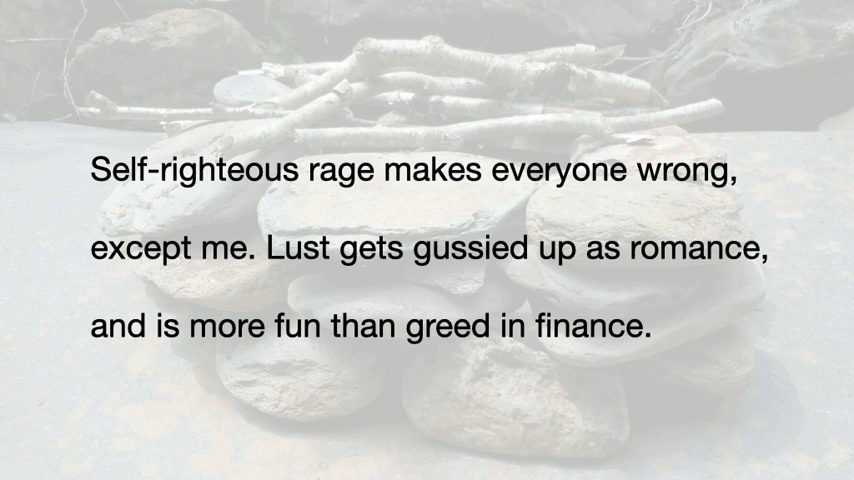 Self-righteous rage makes everyone wrong,
except me. Lust gets gussied up as romance,
and is more fun than greed in finance.